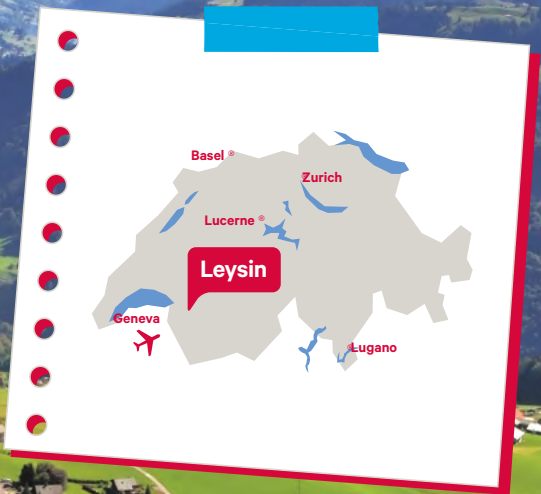 Basel
Zurich
Lucerne
Leysin
Geneva
Lugano